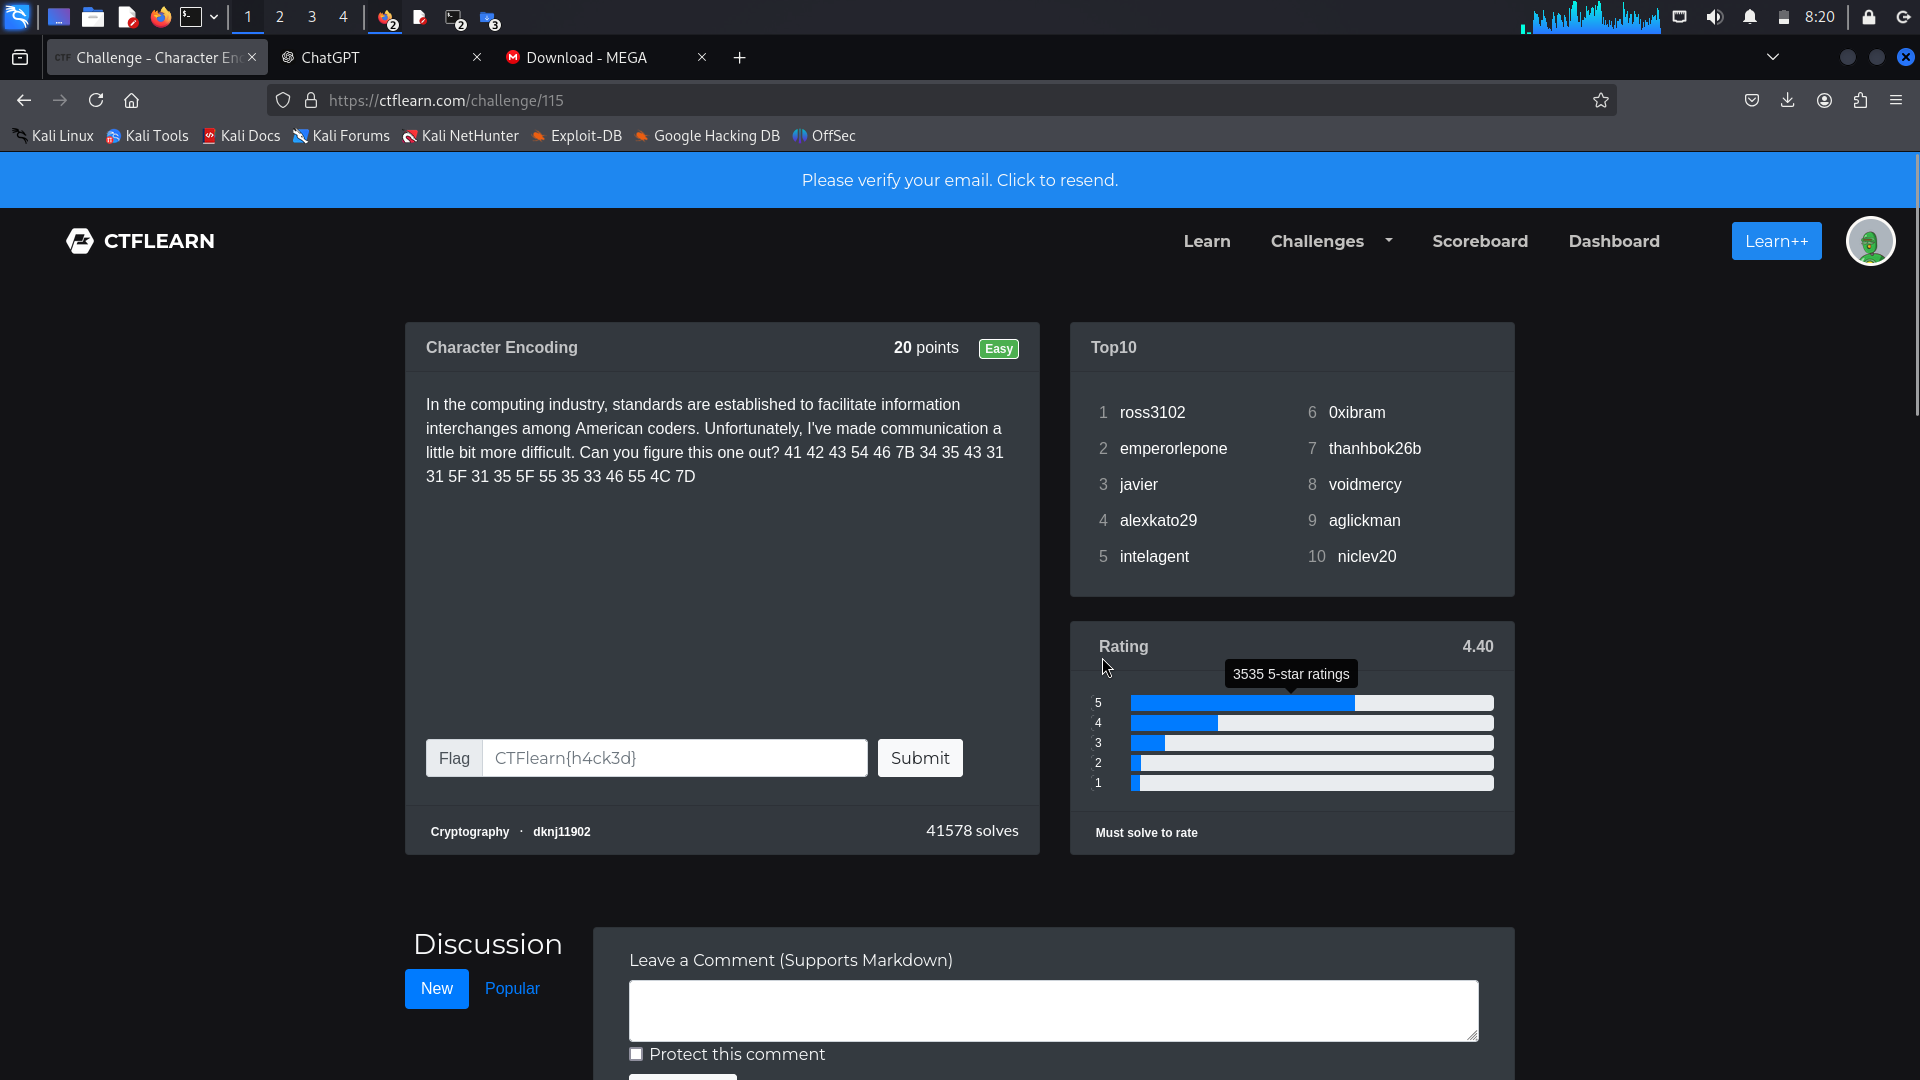 1 2 3 4 2 2 3 8:20
CTF Challenge - Character En ChatGPT Download - MEGA
https://ctflearn.com/challenge/115
Kali Linux Kali Tools Kali Docs Kali Forums Kali NetHunter Exploit-DB Google Hacking DB OffSec
Please verify your email. Click to resend.
CTFLEARN Learn Challenges Scoreboard Dashboard Learn++
Character Encoding 20 points Easy
In the computing industry, standards are established to facilitate information
interchanges among American coders. Unfortunately, I've made communication a
little bit more difficult. Can you figure this one out? 41 42 43 54 46 7B 34 35 43 31
31 5F 31 35 5F 55 35 33 46 55 4C 7D
Flag CTFlearn{h4ck3d} Submit
Cryptography · dknj11902 41578 solves
Top10
1 ross3102 6 0xibram
2 emperorlepone 7 thanhbok26b
3 javier 8 voidmercy
4 alexkato29 9 aglickman
5 intelagent 10 niclev20
Rating 4.40
3535 5-star ratings
5
4
3
2
1
Must solve to rate
Discussion
New Popular
Leave a Comment (Supports Markdown)
Protect this comment